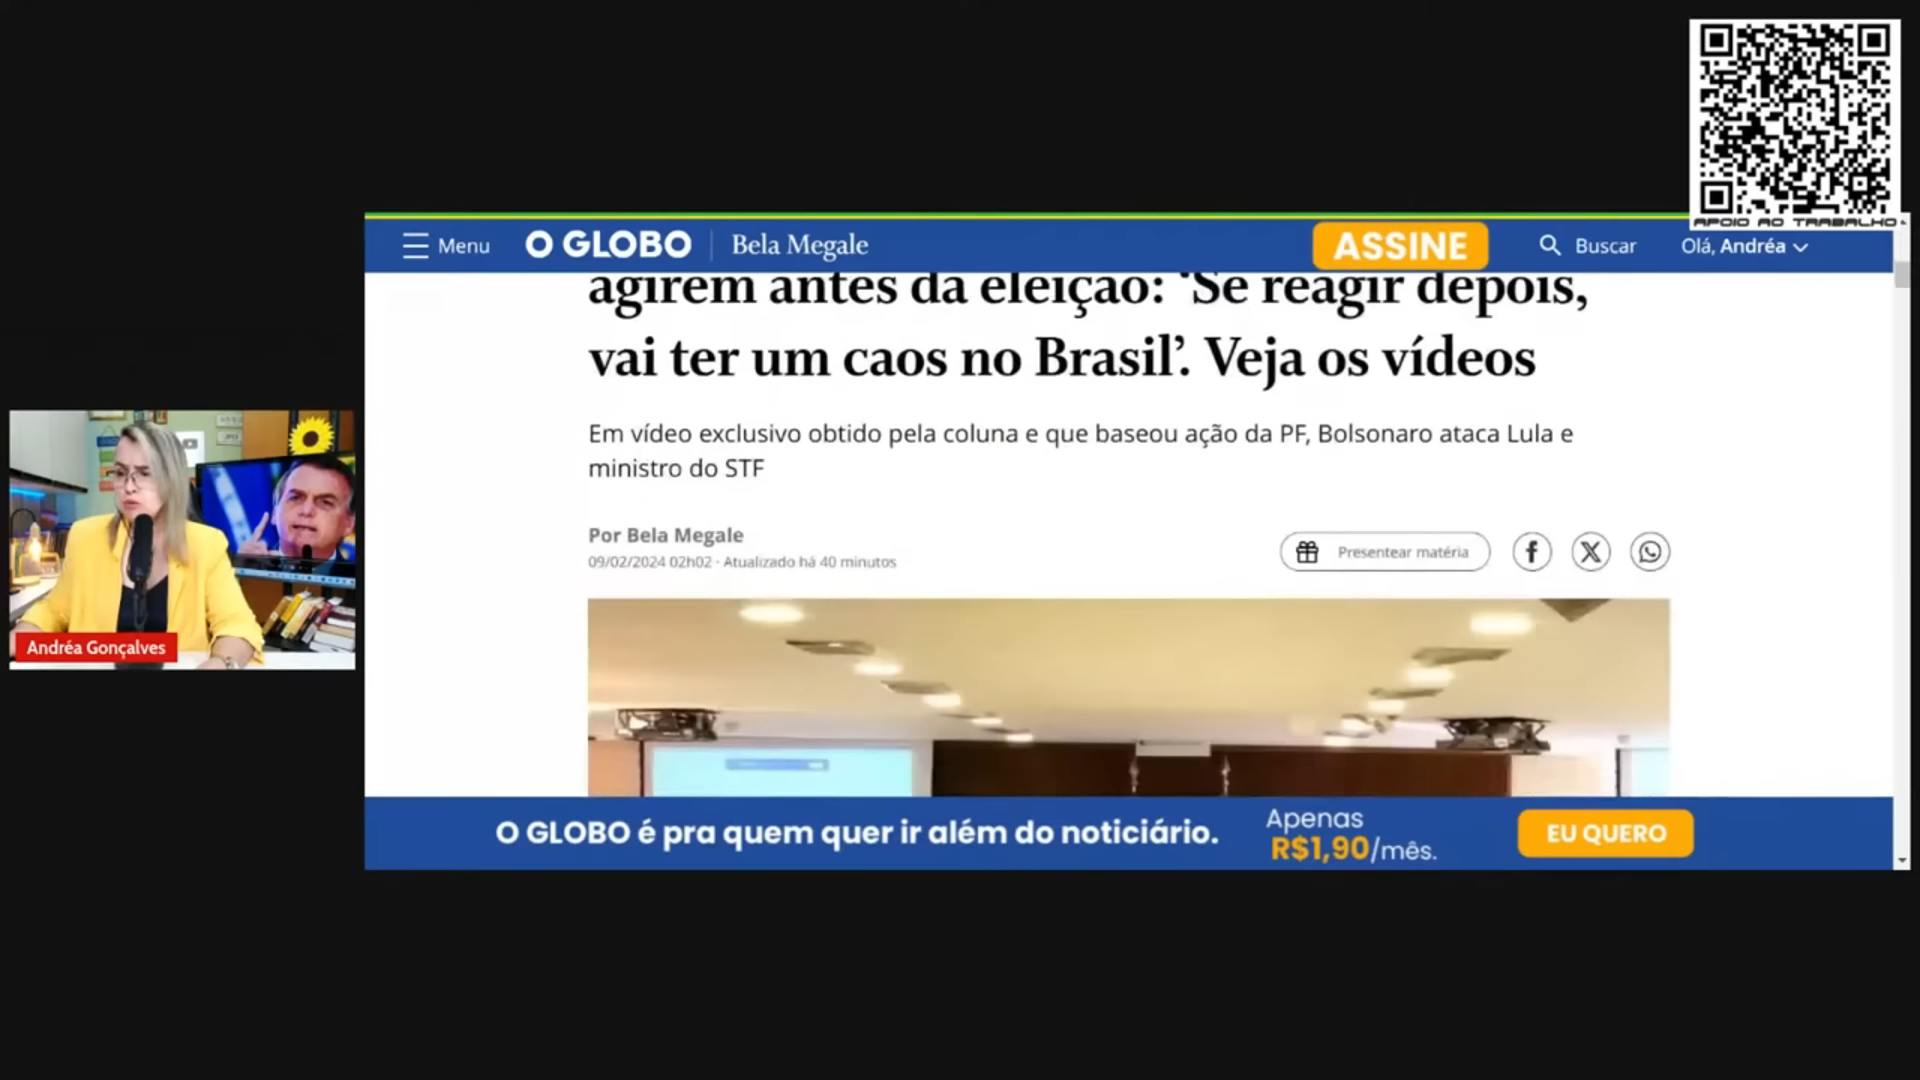 APOIO AO TRABALHO
Menu
O GLOBO
Bela Megale
ASSINE
Buscar
Olá, Andréa
agirem antes da eleição: ‘Se reagir depois,
vai ter um caos no Brasil’. Veja os vídeos
Em vídeo exclusivo obtido pela coluna e que baseou ação da PF, Bolsonaro ataca Lula e
ministro do STF
Por Bela Megale
09/02/2024 02h02 · Atualizado há 40 minutos
Presentear matéria
Andréa Gonçalves
O GLOBO é pra quem quer ir além do noticiário.
Apenas
R$1,90/mês.
EU QUERO